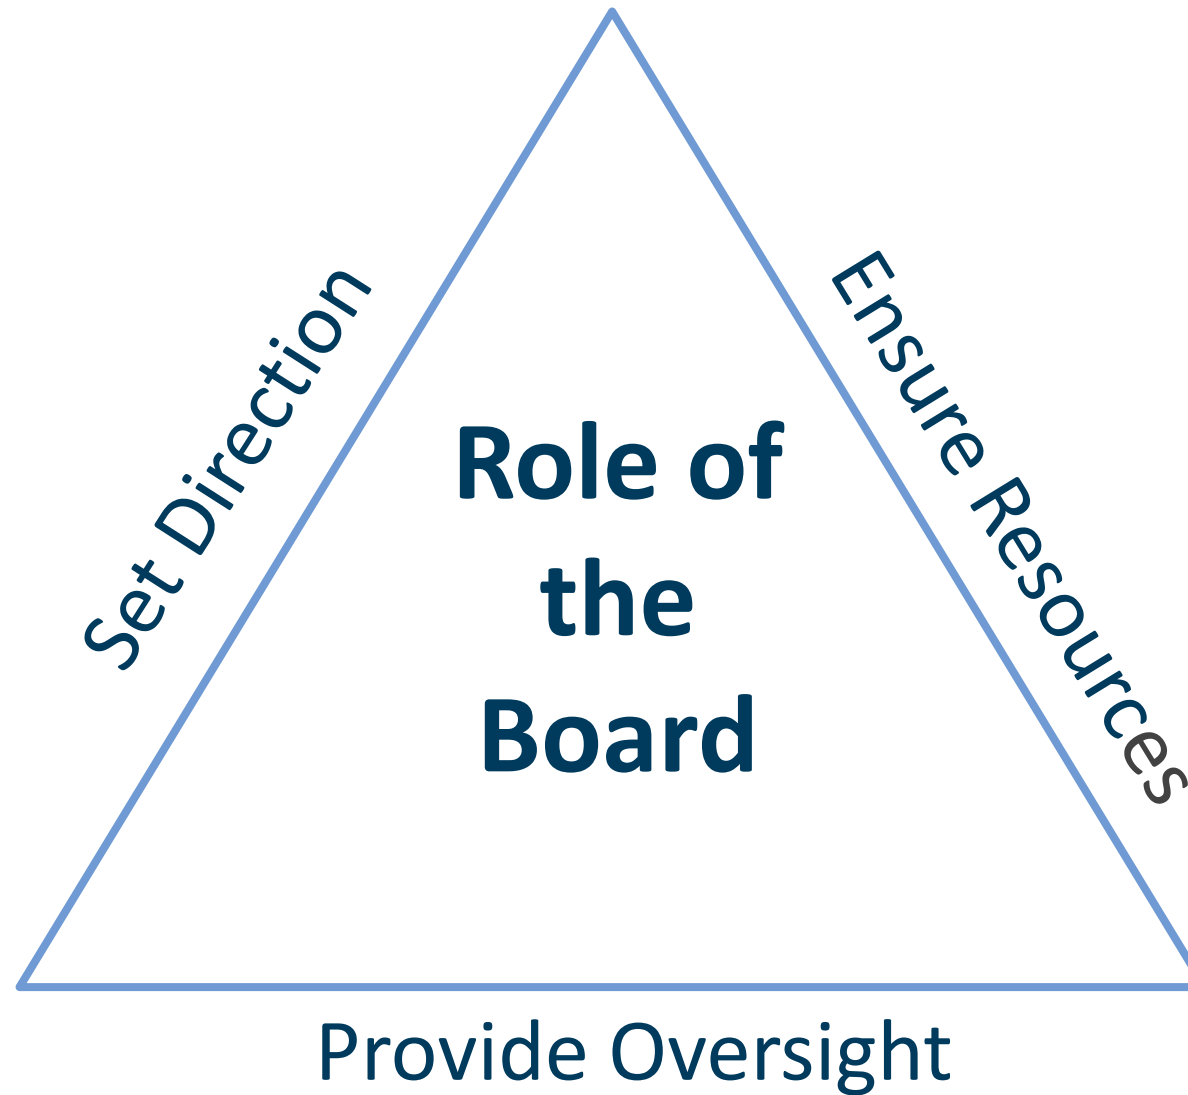 Set Direction
Ensure Resources
Role of
the
Board
Provide Oversight